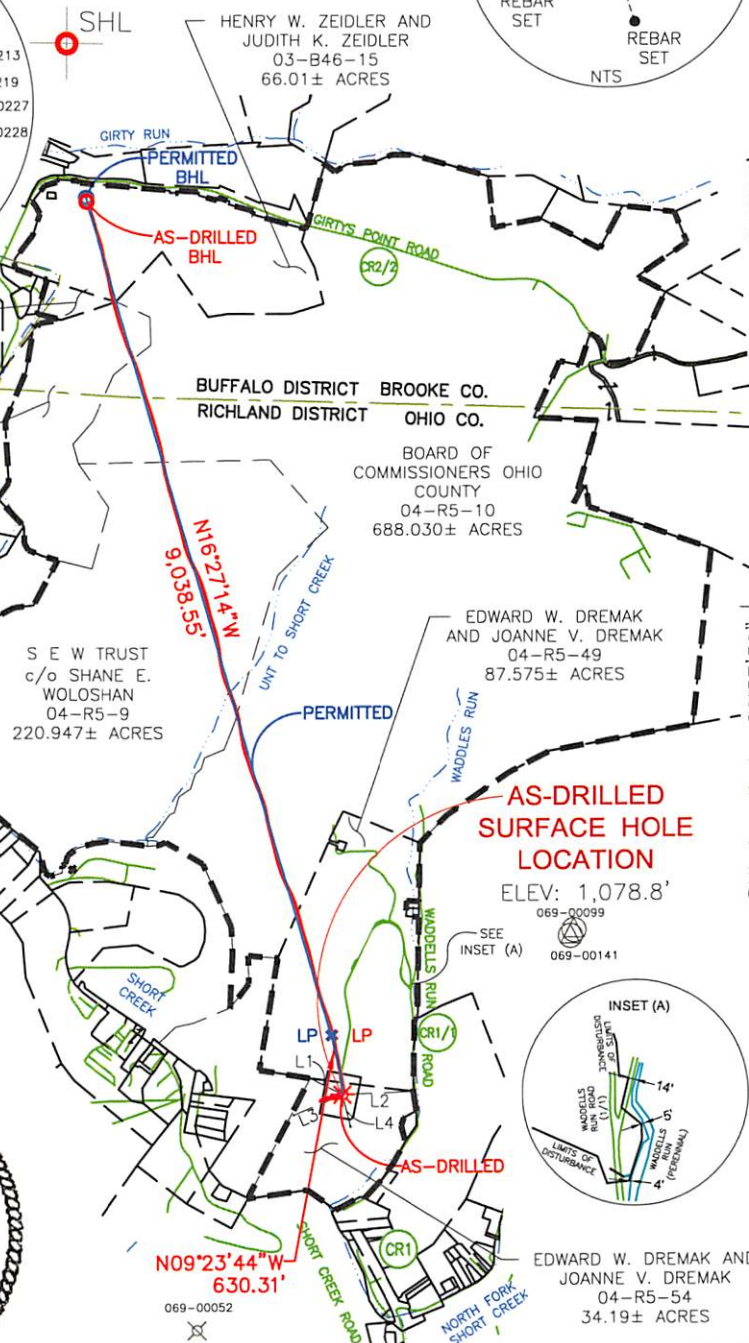 SHL
213
219
0227
0228
HENRY W. ZEIDLER AND
JUDITH K. ZEIDLER
03-B46-15
66.01± ACRES
REBAR
SET
REBAR
SET
NTS
GIRTY RUN
PERMITTED
BHL
AS-DRILLED
BHL
GIRTYS POINT ROAD
CR2/2
BUFFALO DISTRICT BROOKE CO.
RICHLAND DISTRICT OHIO CO.
BOARD OF
COMMISSIONERS OHIO
COUNTY
04-R5-10
688.030± ACRES
N16°27'14"W
9,038.55'
UNT TO SHORT CREEK
S E W TRUST
c/o SHANE E.
WOLOSHAN
04-R5-9
220.947± ACRES
EDWARD W. DREMAK
AND JOANNE V. DREMAK
04-R5-49
87.575± ACRES
WADDLES RUN
PERMITTED
AS-DRILLED
SURFACE HOLE
LOCATION
ELEV: 1,078.8'
069-00099
069-00141
SEE
INSET (A)
WADDELLS RUN
ROAD
CR1/1
SHORT
CREEK
LP
LP
L1
L2
L3
L4
AS-DRILLED
INSET (A)
LIMITS OF
DISTURBANCE
WADDELLS
RUN ROAD
(1/1)
14'
5'
4'
WADDELLS
RUN
(PERENNIAL)
LIMITS OF
DISTURBANCE
N09°23'44"W
630.31'
069-00052
SHORT CREEK ROAD
CR1
NORTH FORK
SHORT CREEK
EDWARD W. DREMAK AND
JOANNE V. DREMAK
04-R5-54
34.19± ACRES